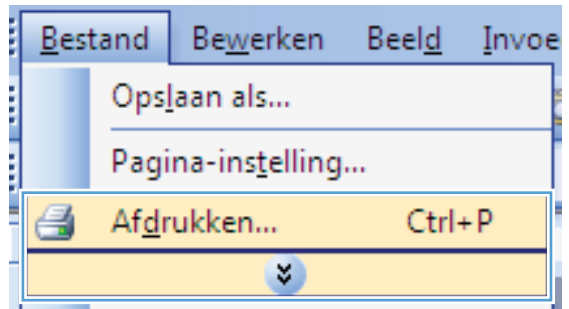 Bestand Bewerken Beeld Invoe
Opslaan als...
Pagina-instelling...
Afdrukken... Ctrl+P